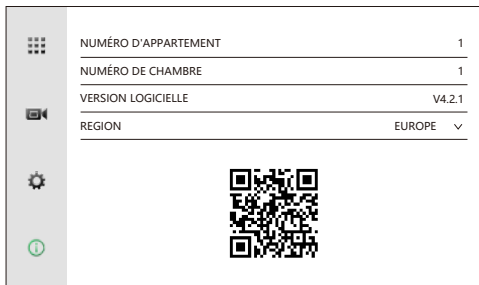 NUMÉRO D'APPARTEMENT 1
NUMÉRO DE CHAMBRE 1
VERSION LOGICIELLE V4.2.1
REGION EUROPE